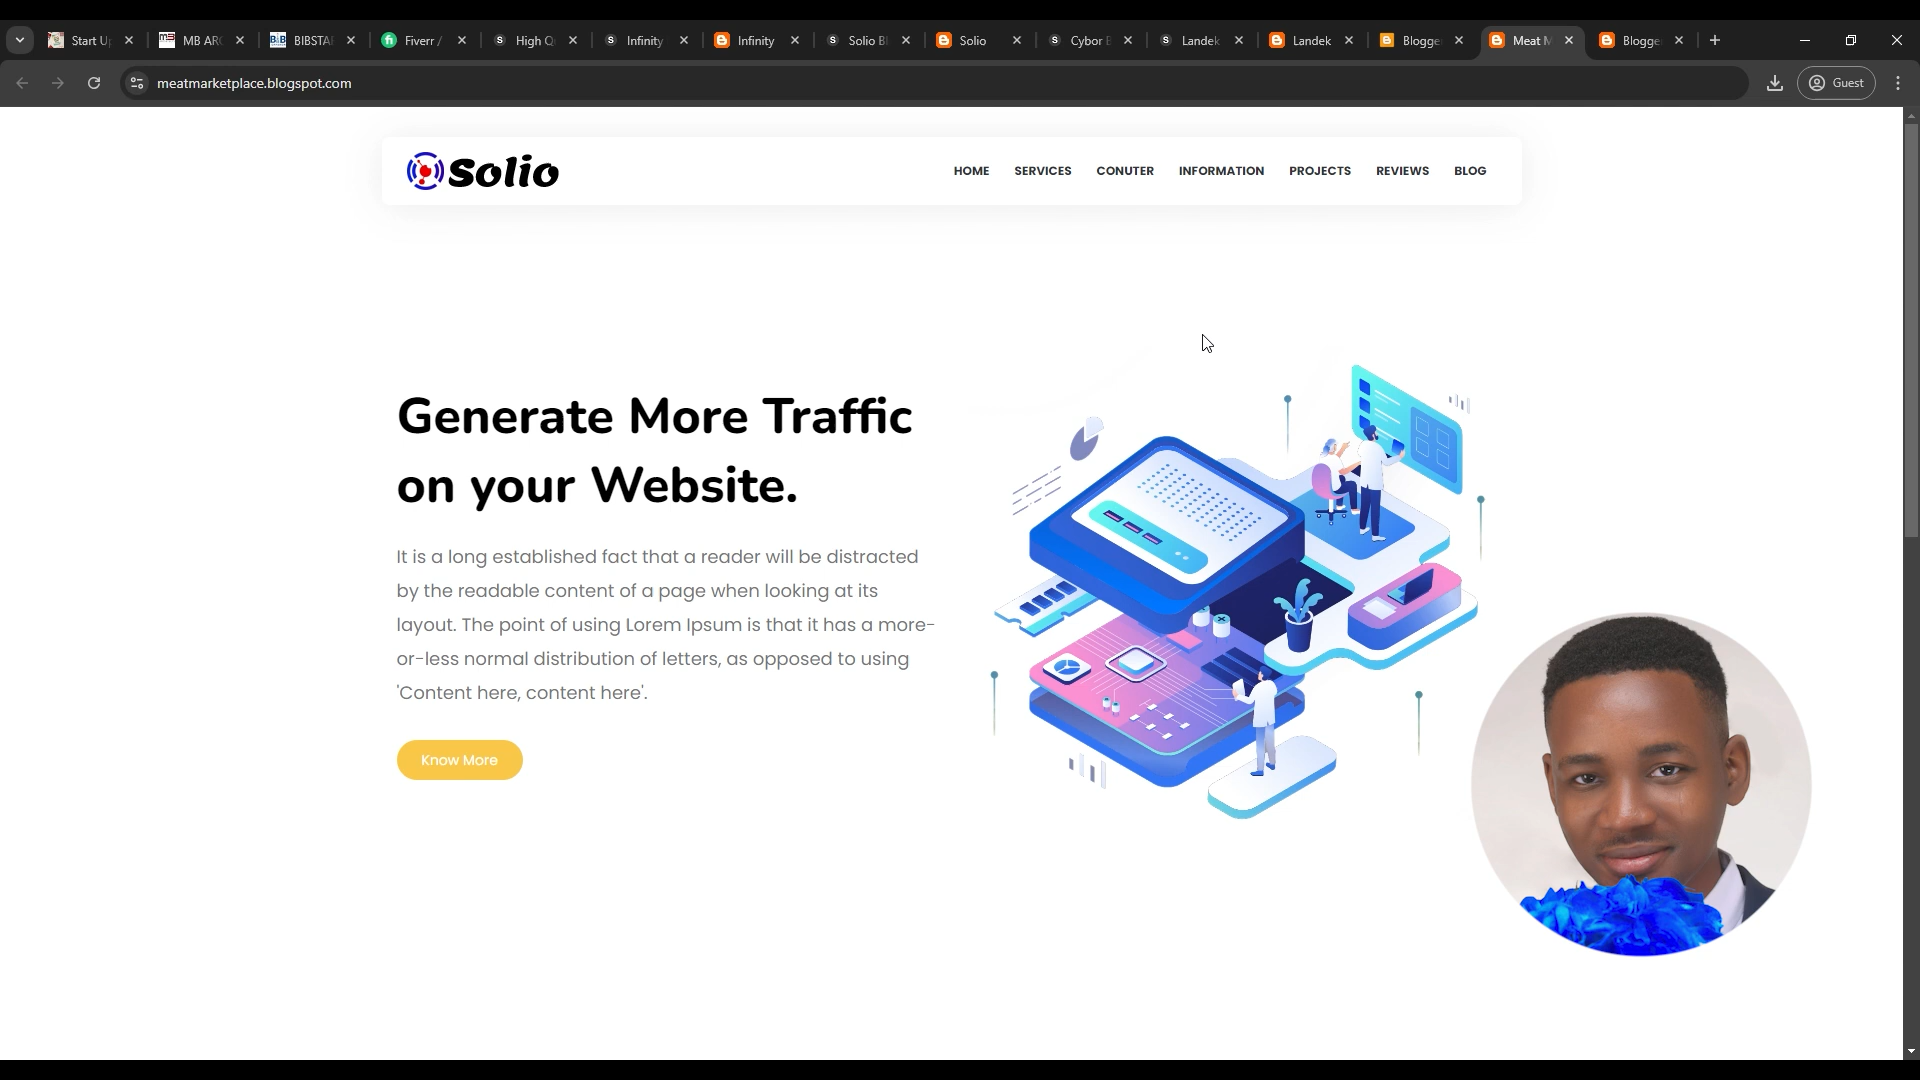 Start U
MB AR
BIBSTA
Fiverr /
High Q
Infinity
Infinity
Solio Bl
Solio
Cybor B
Landek
Landek
Blogge
Meat M
Blogge
meatmarketplace.blogspot.com
Guest
Solio
HOME
SERVICES
CONUTER
INFORMATION
PROJECTS
REVIEWS
BLOG
Generate More Traffic
on your Website.
It is a long established fact that a reader will be distracted
by the readable content of a page when looking at its
layout. The point of using Lorem Ipsum is that it has a more-
or-less normal distribution of letters, as opposed to using
'Content here, content here'.
Know More